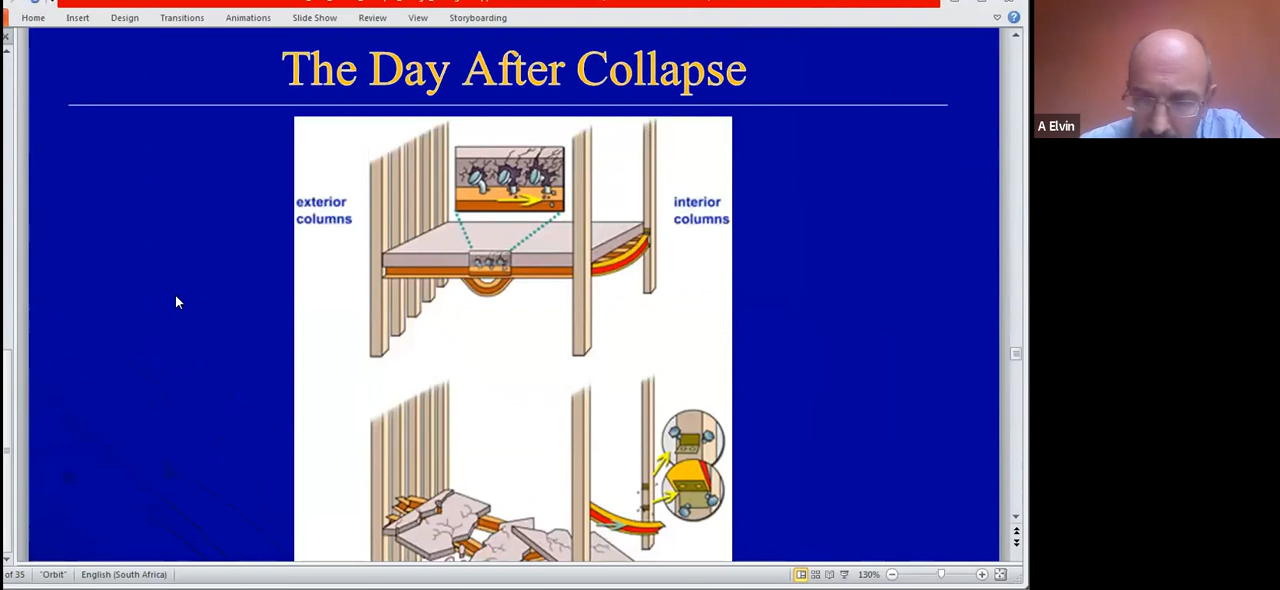 Home Insert Design Transitions Animations Slide Show Review View Storyboarding
The Day After Collapse
A Elvin
exterior
columns
interior
columns
of 35 "Orbit" English (South Africa) 130%